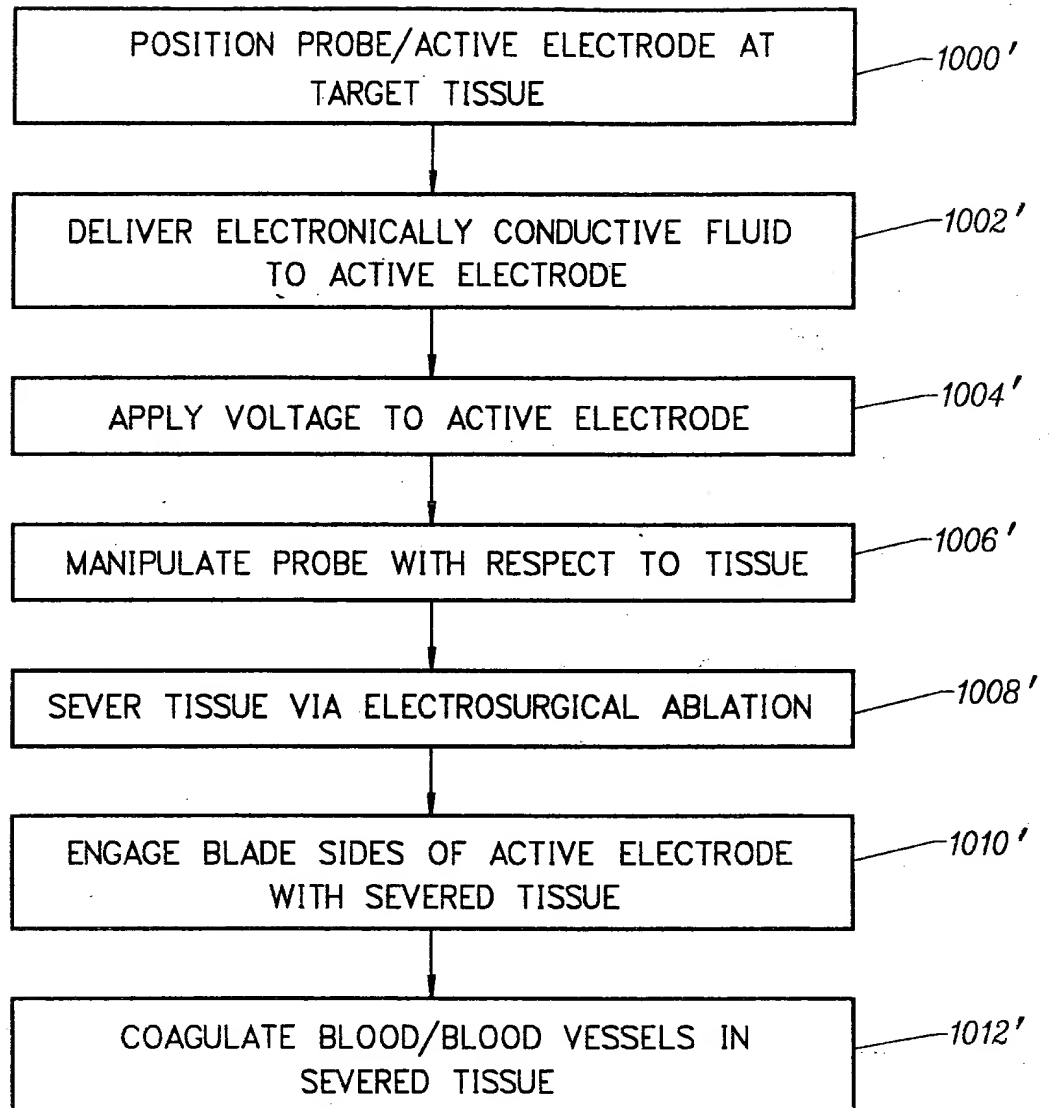 POSITION PROBE/ACTIVE ELECTRODE AT
TARGET TISSUE
1000'
DELIVER ELECTRONICALLY CONDUCTIVE FLUID
TO ACTIVE ELECTRODE
1002'
APPLY VOLTAGE TO ACTIVE ELECTRODE
1004'
MANIPULATE PROBE WITH RESPECT TO TISSUE
1006'
SEVER TISSUE VIA ELECTROSURGICAL ABLATION
1008'
ENGAGE BLADE SIDES OF ACTIVE ELECTRODE
WITH SEVERED TISSUE
1010'
COAGULATE BLOOD/BLOOD VESSELS IN
SEVERED TISSUE
1012'